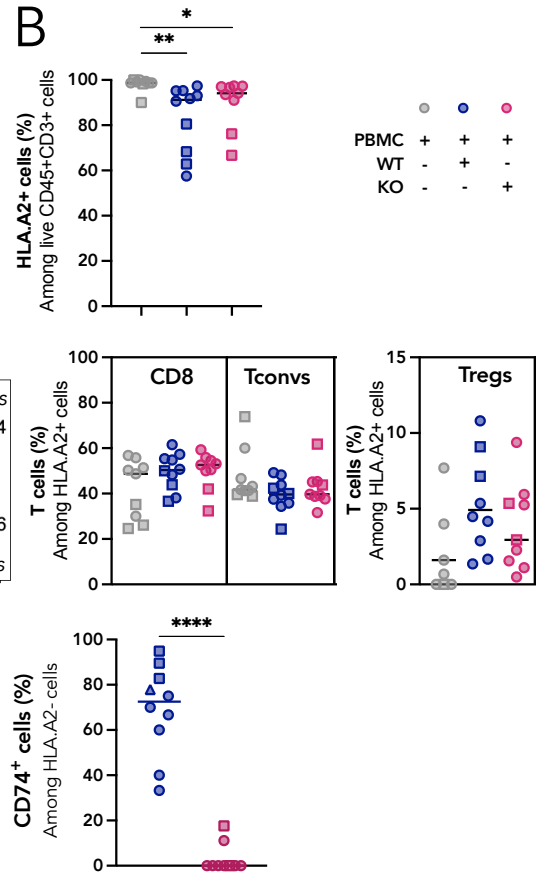 B
*
**
HLA.A2+ cells (%)
Among live CD45+CD3+ cells
100
80
60
40
20
0
PBMC + + +
WT - + -
KO - - +
s
4
6
s
T cells (%)
Among HLA.A2+ cells
100
80
60
40
20
0
CD8
Tconvs
T cells (%)
Among HLA.A2+ cells
15
10
5
0
Tregs
****
CD74+ cells (%)
Among HLA.A2- cells
100
80
60
40
20
0